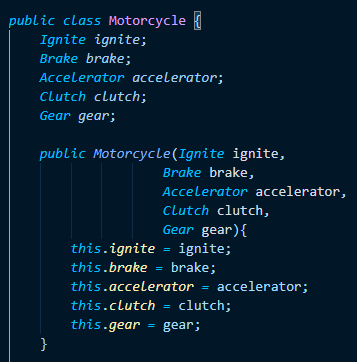 public class Motorcycle {
    Ignite ignite;
    Brake brake;
    Accelerator accelerator;
    Clutch clutch;
    Gear gear;

    public Motorcycle(Ignite ignite,
                      Brake brake,
                      Accelerator accelerator,
                      Clutch clutch,
                      Gear gear){
        this.ignite = ignite;
        this.brake = brake;
        this.accelerator = accelerator;
        this.clutch = clutch;
        this.gear = gear;
    }